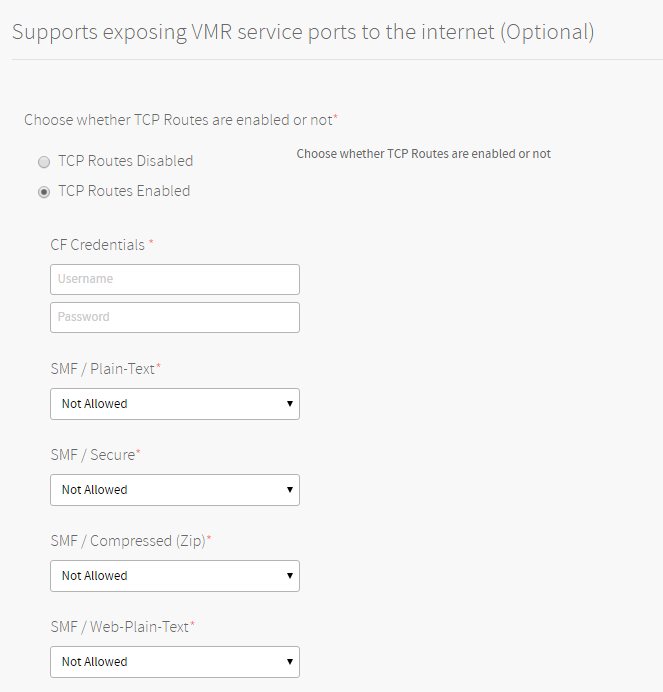 Supports exposing VMR service ports to the internet (Optional)
Choose whether TCP Routes are enabled or not*
TCP Routes Disabled
Choose whether TCP Routes are enabled or not
TCP Routes Enabled
CF Credentials *
Username
Password
SMF / Plain-Text*
Not Allowed
SMF / Secure*
Not Allowed
SMF / Compressed (Zip)*
Not Allowed
SMF / Web-Plain-Text*
Not Allowed